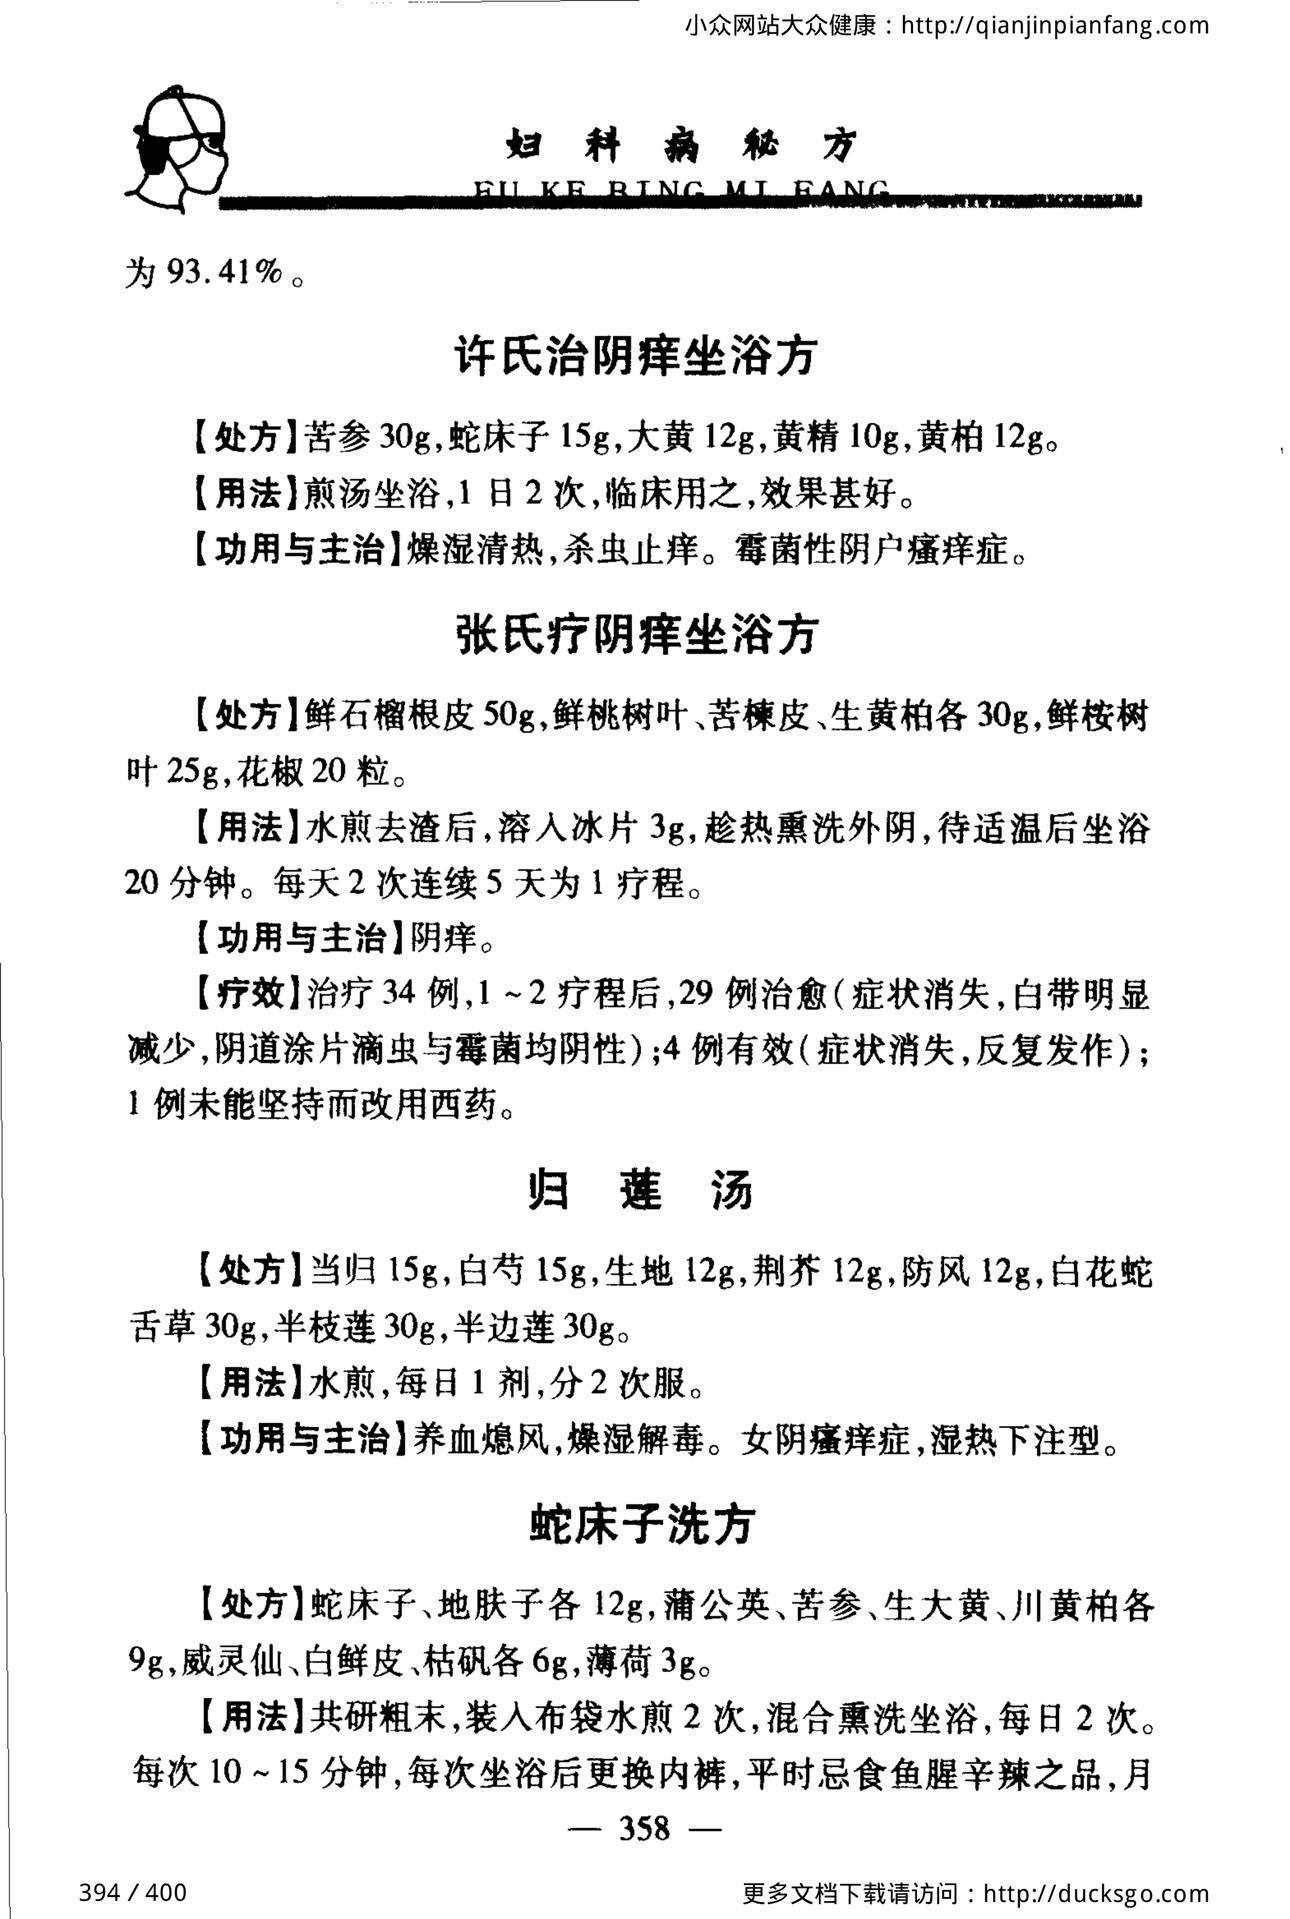 小众网站大众健康：http://qianjinpianfang.com
妇科病秘方
FU KE BING MI FANG
为 93.41%。
许氏治阴痒坐浴方
【处方】苦参 30g,蛇床子 15g,大黄 12g,黄精 10g,黄柏 12g。
【用法】煎汤坐浴,1 日 2 次,临床用之,效果甚好。
【功用与主治】燥湿清热,杀虫止痒。霉菌性阴户瘙痒症。
张氏疗阴痒坐浴方
【处方】鲜石榴根皮 50g,鲜桃树叶、苦楝皮、生黄柏各 30g,鲜桉树
叶 25g,花椒 20 粒。
【用法】水煎去渣后,溶入冰片 3g,趁热熏洗外阴,待适温后坐浴
20 分钟。每天 2 次连续 5 天为 1 疗程。
【功用与主治】阴痒。
【疗效】治疗 34 例,1 ~ 2 疗程后,29 例治愈(症状消失,白带明显
减少,阴道涂片滴虫与霉菌均阴性);4 例有效(症状消失,反复发作);
1 例未能坚持而改用西药。
归 莲 汤
【处方】当归 15g,白芍 15g,生地 12g,荆芥 12g,防风 12g,白花蛇
舌草 30g,半枝莲 30g,半边莲 30g。
【用法】水煎,每日 1 剂,分 2 次服。
【功用与主治】养血熄风,燥湿解毒。女阴瘙痒症,湿热下注型。
蛇床子洗方
【处方】蛇床子、地肤子各 12g,蒲公英、苦参、生大黄、川黄柏各
9g,威灵仙、白鲜皮、枯矾各 6g,薄荷 3g。
【用法】共研粗末,装入布袋水煎 2 次,混合熏洗坐浴,每日 2 次。
每次 10 ~ 15 分钟,每次坐浴后更换内裤,平时忌食鱼腥辛辣之品,月
— 358 —
394 / 400
更多文档下载请访问：http://ducksgo.com